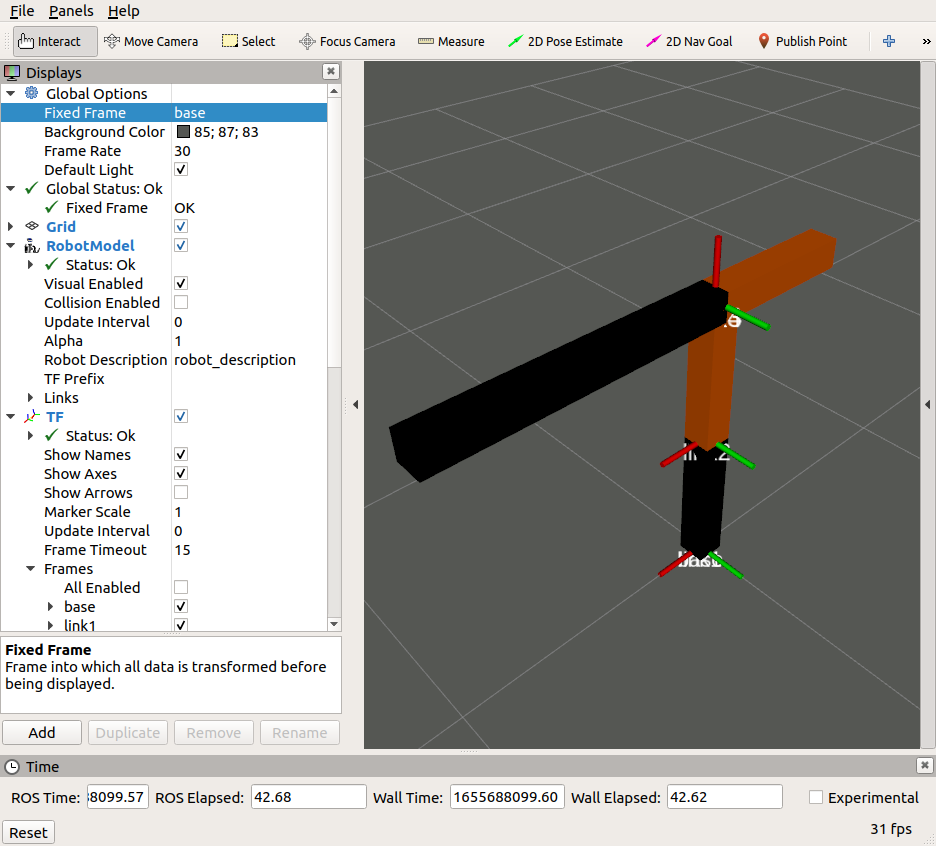 File Panels Help
Interact Move Camera Select Focus Camera Measure 2D Pose Estimate 2D Nav Goal Publish Point »
Displays
Global Options
Fixed Frame base
Background Color 85; 87; 83
Frame Rate 30
Default Light
Global Status: Ok
Fixed Frame OK
Grid
RobotModel
Status: Ok
Visual Enabled
Collision Enabled
Update Interval 0
Alpha 1
Robot Description robot_description
TF Prefix
Links
TF
Status: Ok
Show Names
Show Axes
Show Arrows
Marker Scale 1
Update Interval 0
Frame Timeout 15
Frames
All Enabled
base
link1
Fixed Frame
Frame into which all data is transformed before
being displayed.
Add Duplicate Remove Rename
Time
ROS Time: 38099.57 ROS Elapsed: 42.68 Wall Time: 1655688099.60 Wall Elapsed: 42.62 Experimental
Reset 31 fps